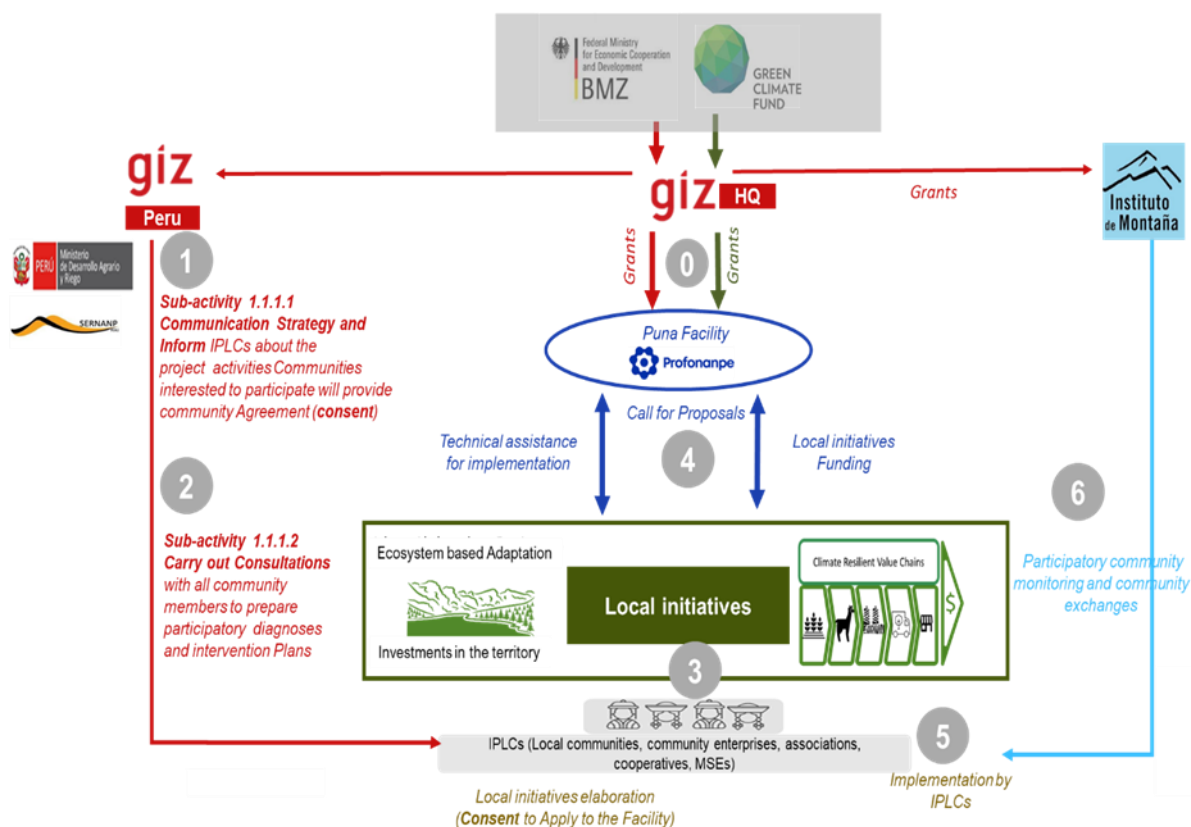 Federal Ministry
for Economic Cooperation
and Development
BMZ
GREEN
CLIMATE
FUND
giz
Peru
giz HQ
Grants
Instituto
de Montaña
PERÚ
Ministerio
de Desarrollo Agrario
y Riego
SERNANP
1
Sub-activity 1.1.1.1
Communication Strategy and
Inform IPLCs about the
project activities Communities
interested to participate will provide
community Agreement (consent)
Grants
0
Grants
Puna Facility
Profonanpe
Call for Proposals
Technical assistance
for implementation
4
Local initiatives
Funding
2
Sub-activity 1.1.1.2
Carry out Consultations
with all community
members to prepare
participatory diagnoses
and intervention Plans
6
Participatory community
monitoring and community
exchanges
Ecosystem based Adaptation
Investments in the territory
Local initiatives
Climate Resilient Value Chains
$
3
IPLCs (Local communities, community enterprises, associations,
cooperatives, MSEs)
5
Implementation by
IPLCs
Local initiatives elaboration
(Consent to Apply to the Facility)